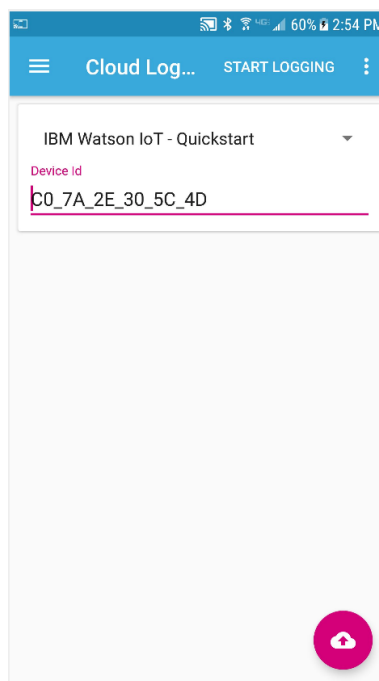 60% 2:54 PM
Cloud Log... START LOGGING
IBM Watson IoT - Quickstart
Device Id
C0_7A_2E_30_5C_4D